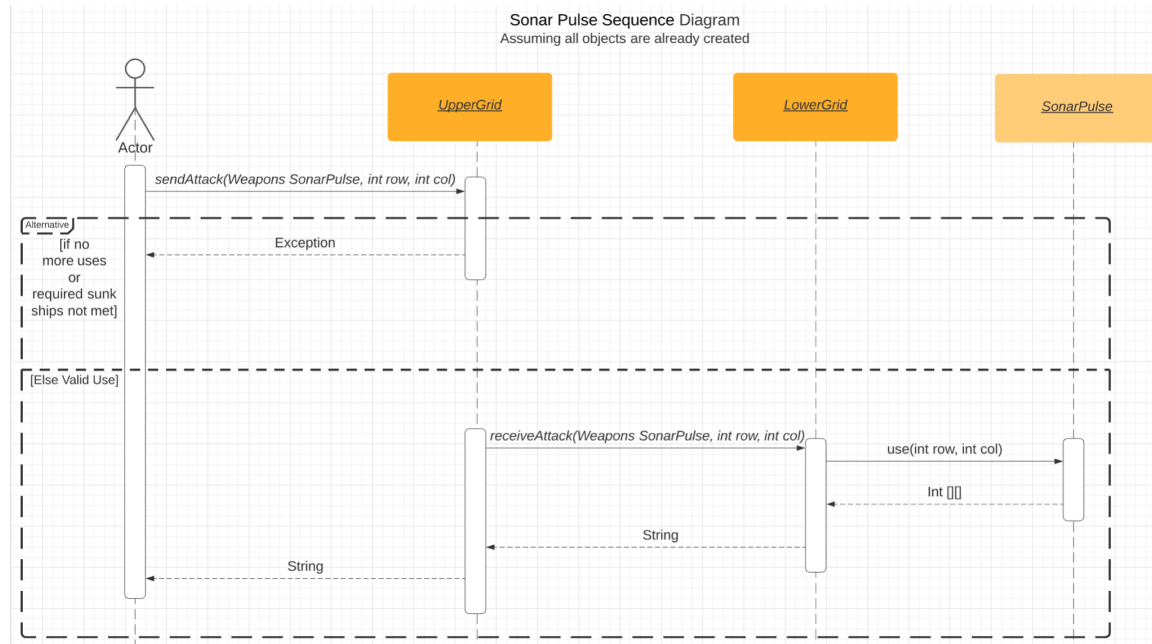 Sonar Pulse Sequence Diagram
Assuming all objects are already created
UpperGrid
LowerGrid
SonarPulse
Actor
sendAttack(Weapons SonarPulse, int row, int col)
Alternative
[if no
more uses
or
required sunk
ships not met]
Exception
[Else Valid Use]
receiveAttack(Weapons SonarPulse, int row, int col)
use(int row, int col)
Int [][]
String
String